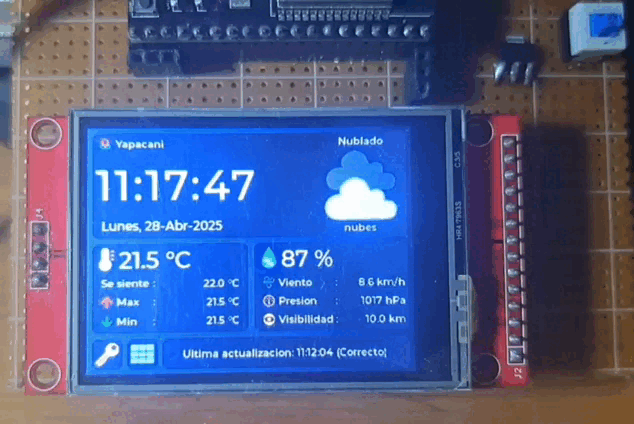 Yapacani
Nublado
11:17:47
Lunes, 28-Abr-2025
nubes
21.5 °C
87 %
Se siente : 22.0 °C
Viento : 8.6 km/h
Max : 21.5 °C
Presion : 1017 hPa
Min : 21.5 °C
Visibilidad : 10.0 km
Ultima actualizacion: 11:12:04 (Correcto)
J4
J2